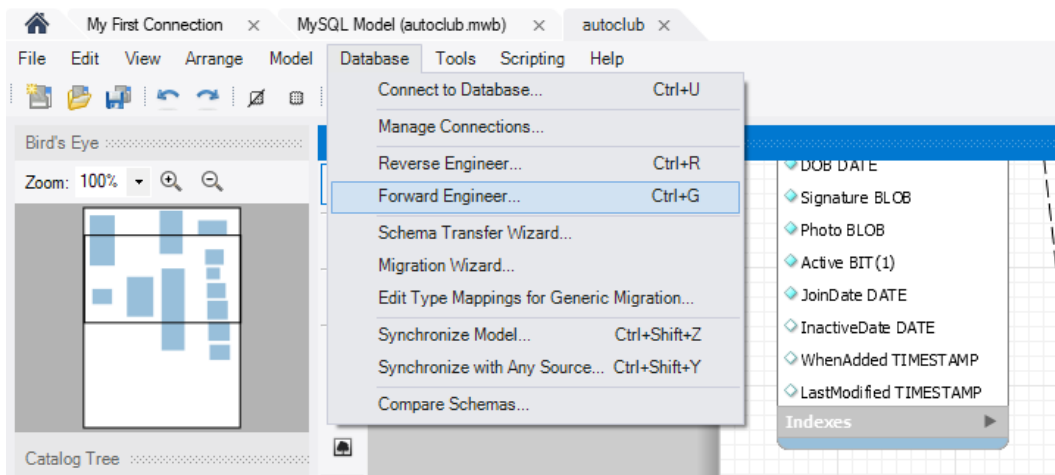 My First Connection × MySQL Model (autoclub.mwb) × autoclub ×
File Edit View Arrange Model Database Tools Scripting Help
Connect to Database... Ctrl+U
Manage Connections...
Reverse Engineer... Ctrl+R
Forward Engineer... Ctrl+G
Schema Transfer Wizard...
Migration Wizard...
Edit Type Mappings for Generic Migration...
Synchronize Model... Ctrl+Shift+Z
Synchronize with Any Source... Ctrl+Shift+Y
Compare Schemas...
Bird's Eye
Zoom: 100%
Catalog Tree
DOB DATE
Signature BLOB
Photo BLOB
Active BIT(1)
JoinDate DATE
InactiveDate DATE
WhenAdded TIMESTAMP
LastModified TIMESTAMP
Indexes